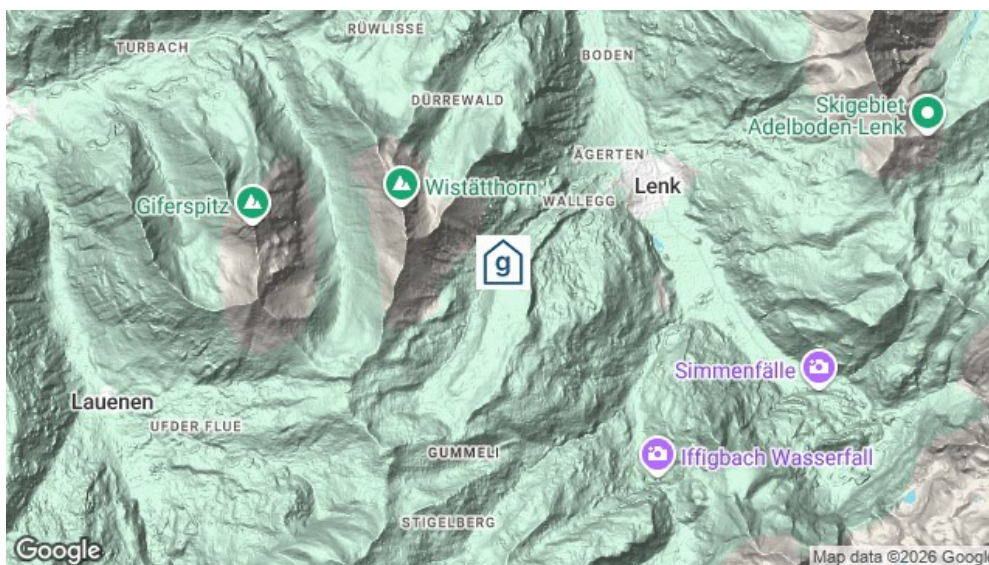 RÜWLISSE
TURBACH
BODEN
DÜRREWALD
Skigebiet
Adelboden-Lenk
ÄGERTEN
Lenk
Wistätthorn
WALLEGG
Giferspitz
g
Simmenfälle
Lauenen
UFDER FLUE
GUMMELI
Iffigbach Wasserfall
STIGELBERG
Google
Map data ©2026 Google